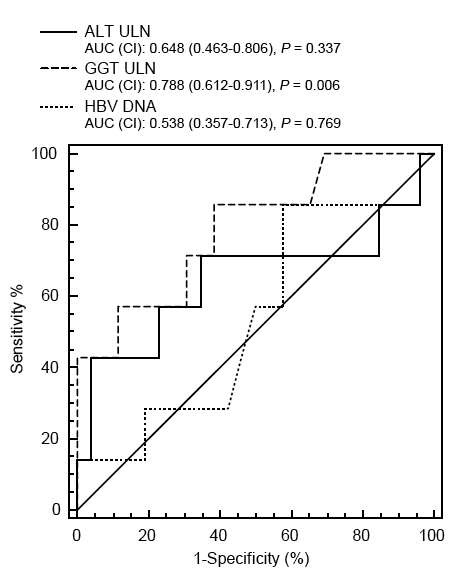 ALT ULN
AUC (CI): 0.648 (0.463-0.806), P = 0.337
GGT ULN
AUC (CI): 0.788 (0.612-0.911), P = 0.006
HBV DNA
AUC (CI): 0.538 (0.357-0.713), P = 0.769
100
80
60
40
20
0
Sensitivity %
0 20 40 60 80 100
1-Specificity (%)